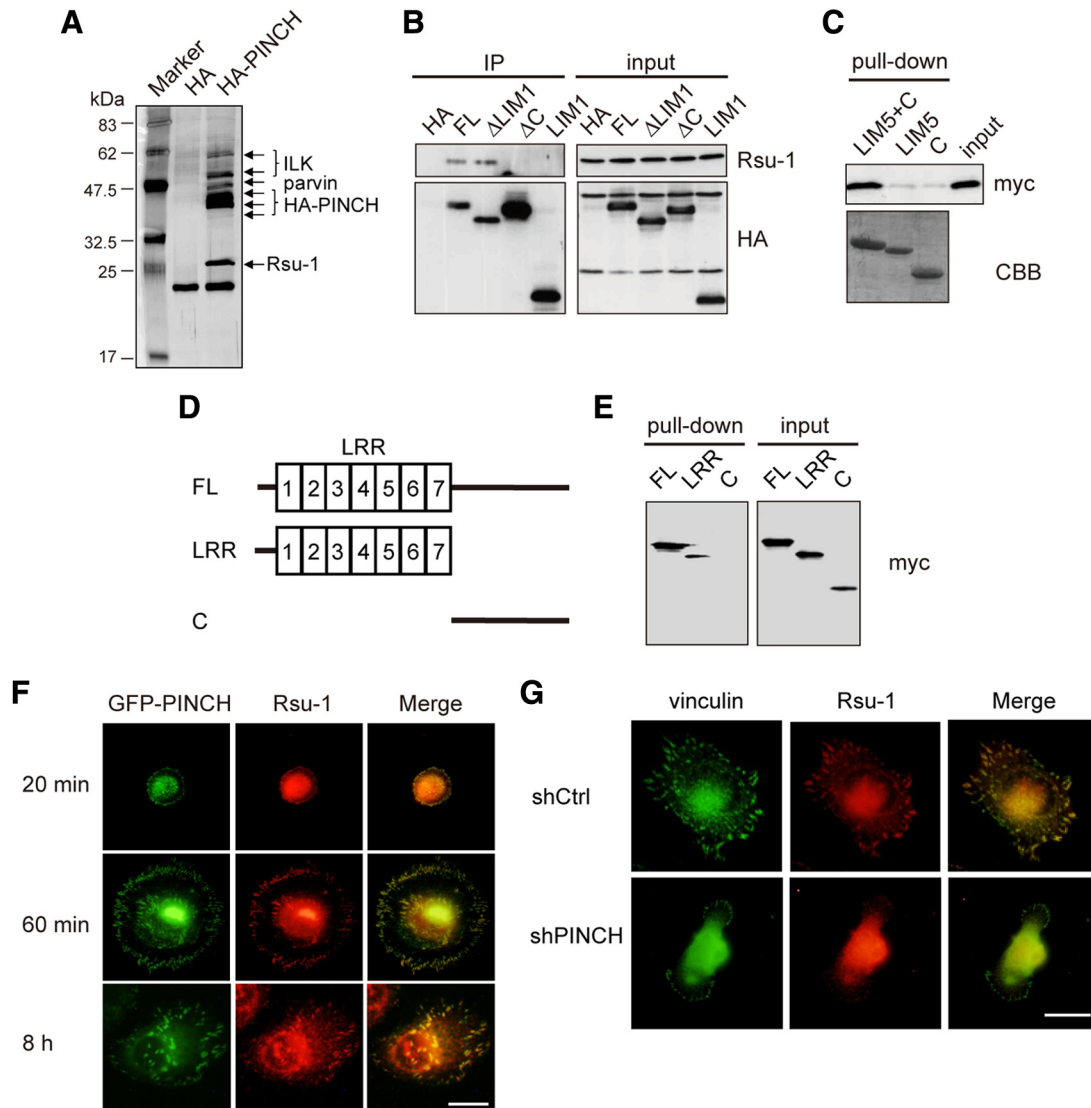 A
Marker
HA
HA-PINCH
kDa
83
62
47.5
32.5
25
17
ILK
parvin
HA-PINCH
Rsu-1
B
IP
input
HA
FL
ΔLIM1
ΔC
LIM1
HA
FL
ΔLIM1
ΔC
LIM1
Rsu-1
HA
C
pull-down
LIM5+C
LIM5
C
input
myc
CBB
D
LRR
FL
1 2 3 4 5 6 7
LRR
1 2 3 4 5 6 7
C
E
pull-down
input
FL
LRR
C
FL
LRR
C
myc
F
GFP-PINCH
Rsu-1
Merge
20 min
60 min
8 h
G
vinculin
Rsu-1
Merge
shCtrl
shPINCH